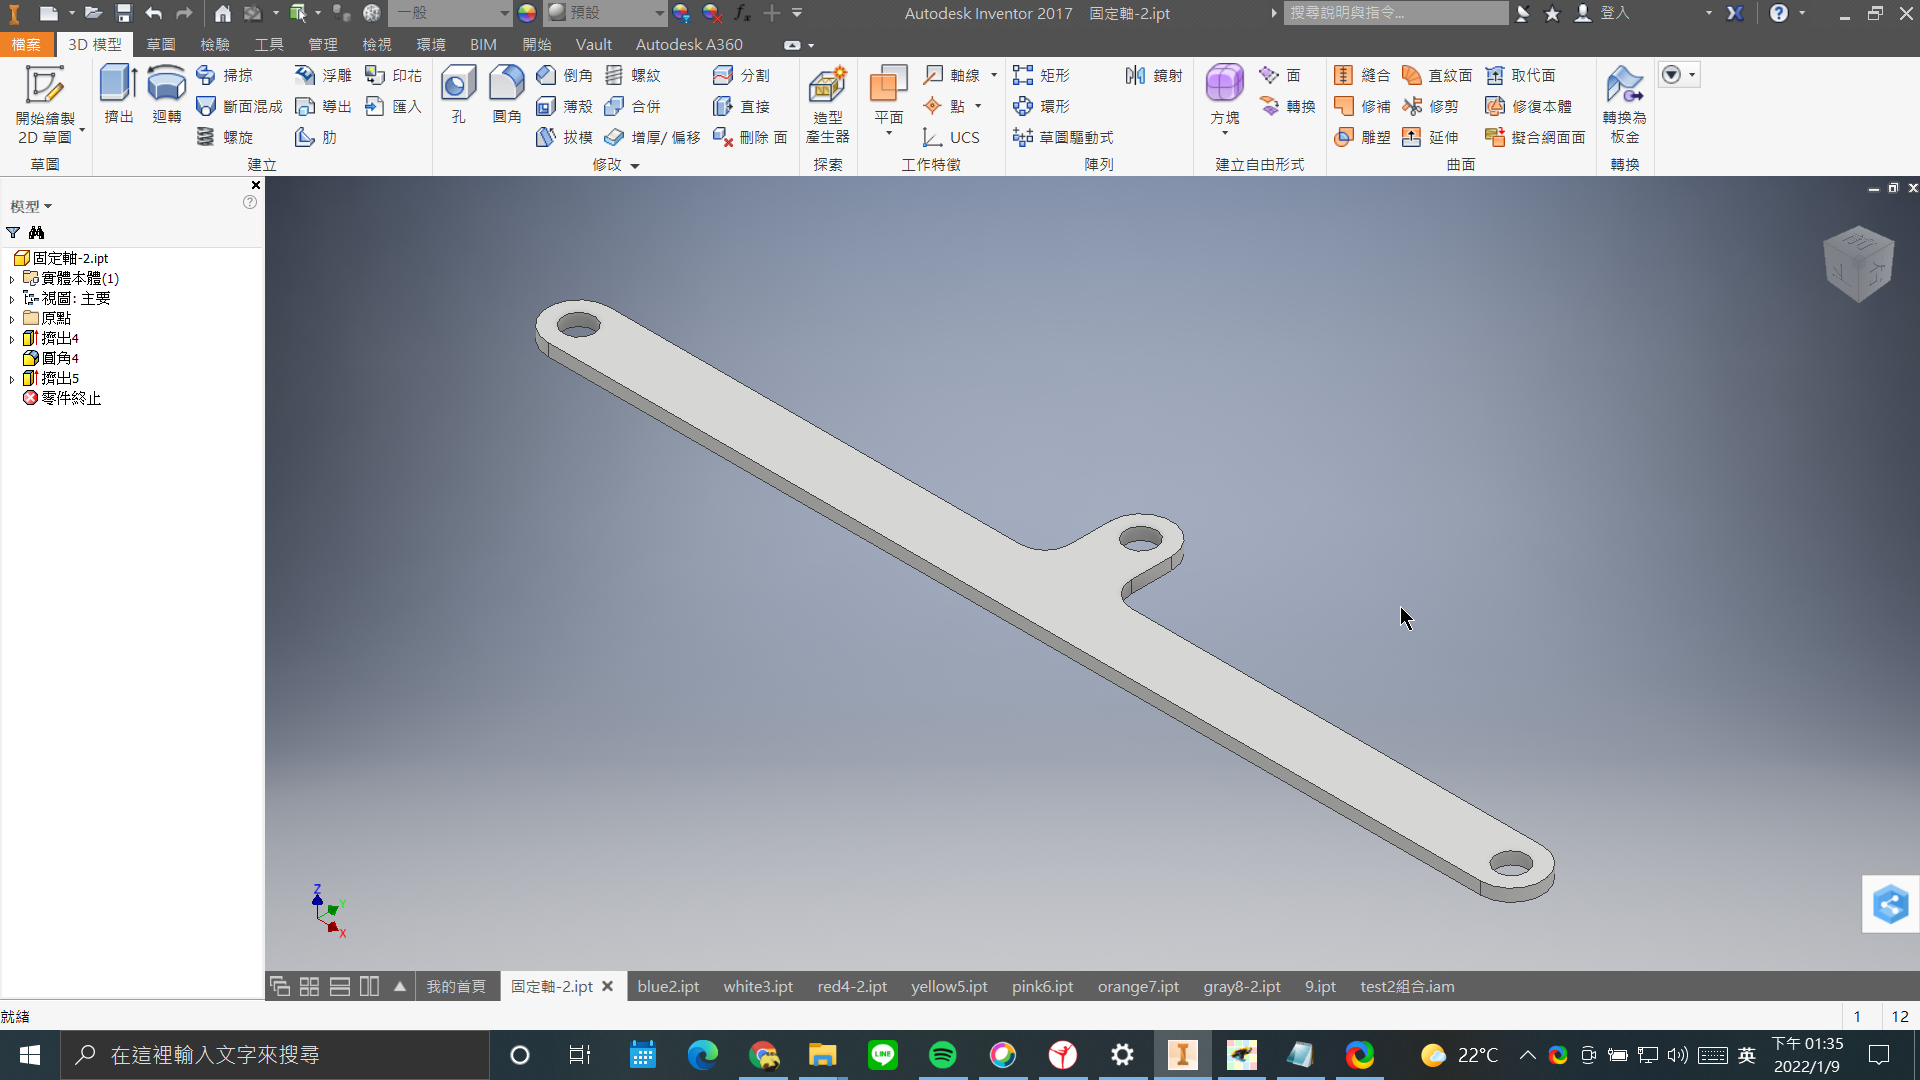 一般
預設
Autodesk Inventor 2017 固定軸-2.ipt
搜尋說明與指令...
登入
檔案 3D 模型 草圖 檢驗 工具 管理 檢視 環境 BIM 開始 Vault Autodesk A360
開始繪製
2D 草圖
草圖
擠出
迴轉
掃掠
斷面混成
螺旋
浮雕
導出
肋
印花
匯入
建立
孔
圓角
倒角
薄殼
拔模
螺紋
合併
增厚/ 偏移
分割
直接
刪除 面
修改
造型
產生器
探索
平面
軸線
點
UCS
工作特徵
矩形
環形
草圖驅動式
鏡射
陣列
方塊
面
轉換
建立自由形式
縫合
修補
雕塑
直紋面
修剪
延伸
取代面
修復本體
擬合網面面
曲面
轉換為
板金
轉換
模型
固定軸-2.ipt
實體本體(1)
視圖: 主要
原點
擠出4
圓角4
擠出5
零件終止
Z
Y
X
我的首頁 固定軸-2.ipt blue2.ipt white3.ipt red4-2.ipt yellow5.ipt pink6.ipt orange7.ipt gray8-2.ipt 9.ipt test2組合.iam
就緒
1 12
在這裡輸入文字來搜尋
LINE
22°C
英
下午 01:35
2022/1/9